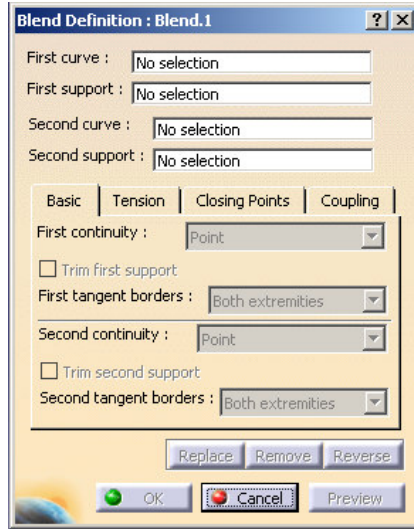 Blend Definition : Blend.1 ? X
First curve : No selection
First support : No selection
Second curve : No selection
Second support : No selection
Basic Tension Closing Points Coupling
First continuity : Point
Trim first support
First tangent borders : Both extremities
Second continuity : Point
Trim second support
Second tangent borders : Both extremities
Replace Remove Reverse
OK Cancel Preview